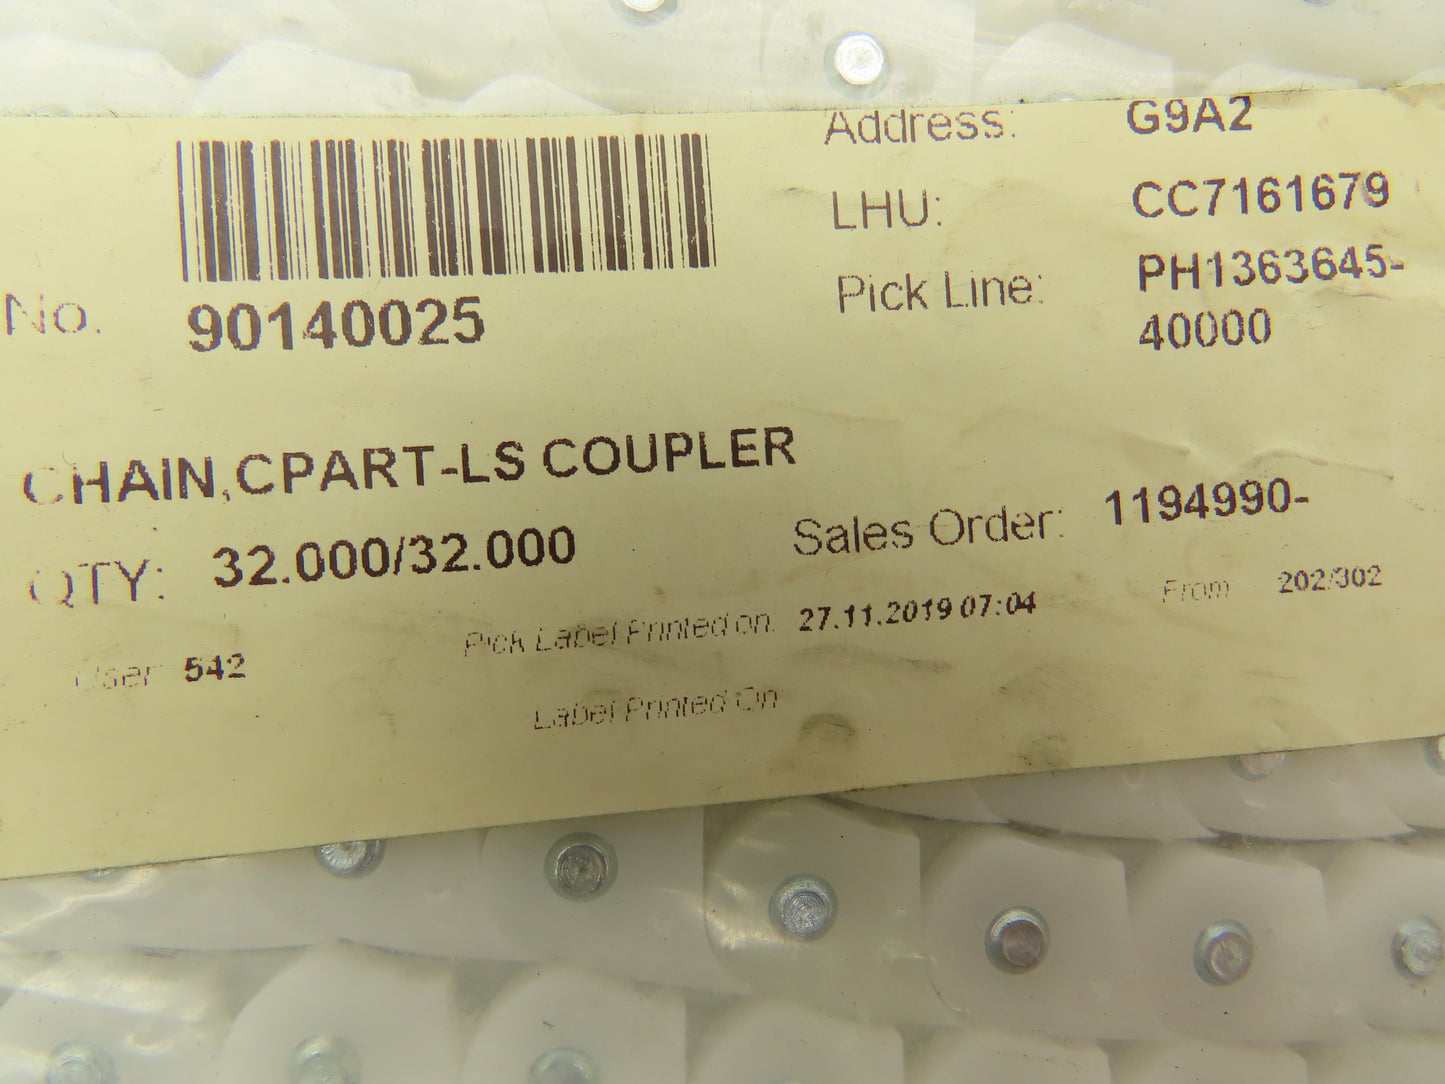 Address: G9A2
LHU: CC7161679
Pick Line: PH1363645-
40000
No. 90140025
CHAIN,CPART-LS COUPLER
QTY: 32.000/32.000
Sales Order: 1194990-
Pick Label Printed on: 27.11.2019 07:04
From 202/302
User 542
Label Printed On